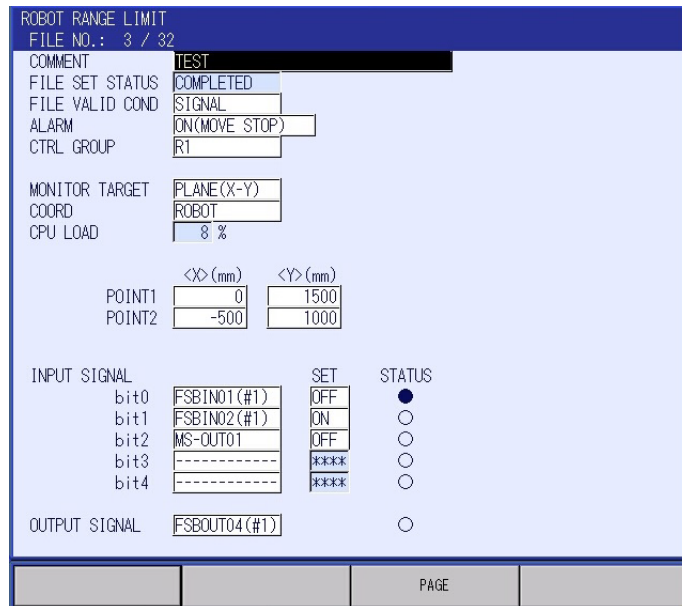 ROBOT RANGE LIMIT
FILE NO.: 3 / 32
COMMENT TEST
FILE SET STATUS COMPLETED
FILE VALID COND SIGNAL
ALARM ON(MOVE STOP)
CTRL GROUP R1
MONITOR TARGET PLANE(X-Y)
COORD ROBOT
CPU LOAD 8 %
<X>(mm) <Y>(mm)
POINT1 0 1500
POINT2 -500 1000
INPUT SIGNAL SET STATUS
bit0 FSBIN01(#1) OFF
bit1 FSBIN02(#1) ON
bit2 MS-OUT01 OFF
bit3 ----------- ****
bit4 ----------- ****
OUTPUT SIGNAL FSBOUT04(#1)
PAGE